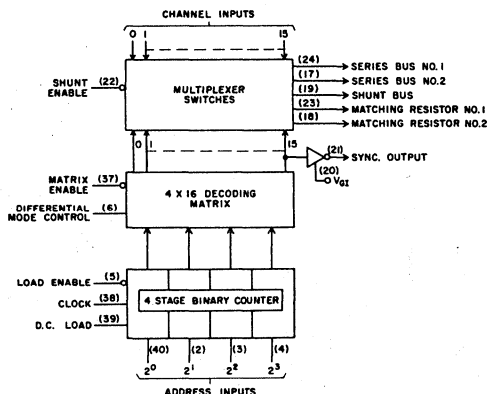 CHANNEL INPUTS
0 1 15
(24) SERIES BUS NO.1
(17) SERIES BUS NO.2
(19) SHUNT BUS
(23) MATCHING RESISTOR NO.1
(18) MATCHING RESISTOR NO.2
SHUNT ENABLE (22)
MULTIPLEXER SWITCHES
0 1 15
(21) SYNC. OUTPUT
(20) VGI
MATRIX ENABLE (37)
DIFFERENTIAL MODE CONTROL (6)
4 X 16 DECODING MATRIX
LOAD ENABLE (5)
CLOCK (38)
D.C. LOAD (39)
4 STAGE BINARY COUNTER
(40) (2) (3) (4)
2⁰ 2¹ 2² 2³
ADDRESS INPUTS